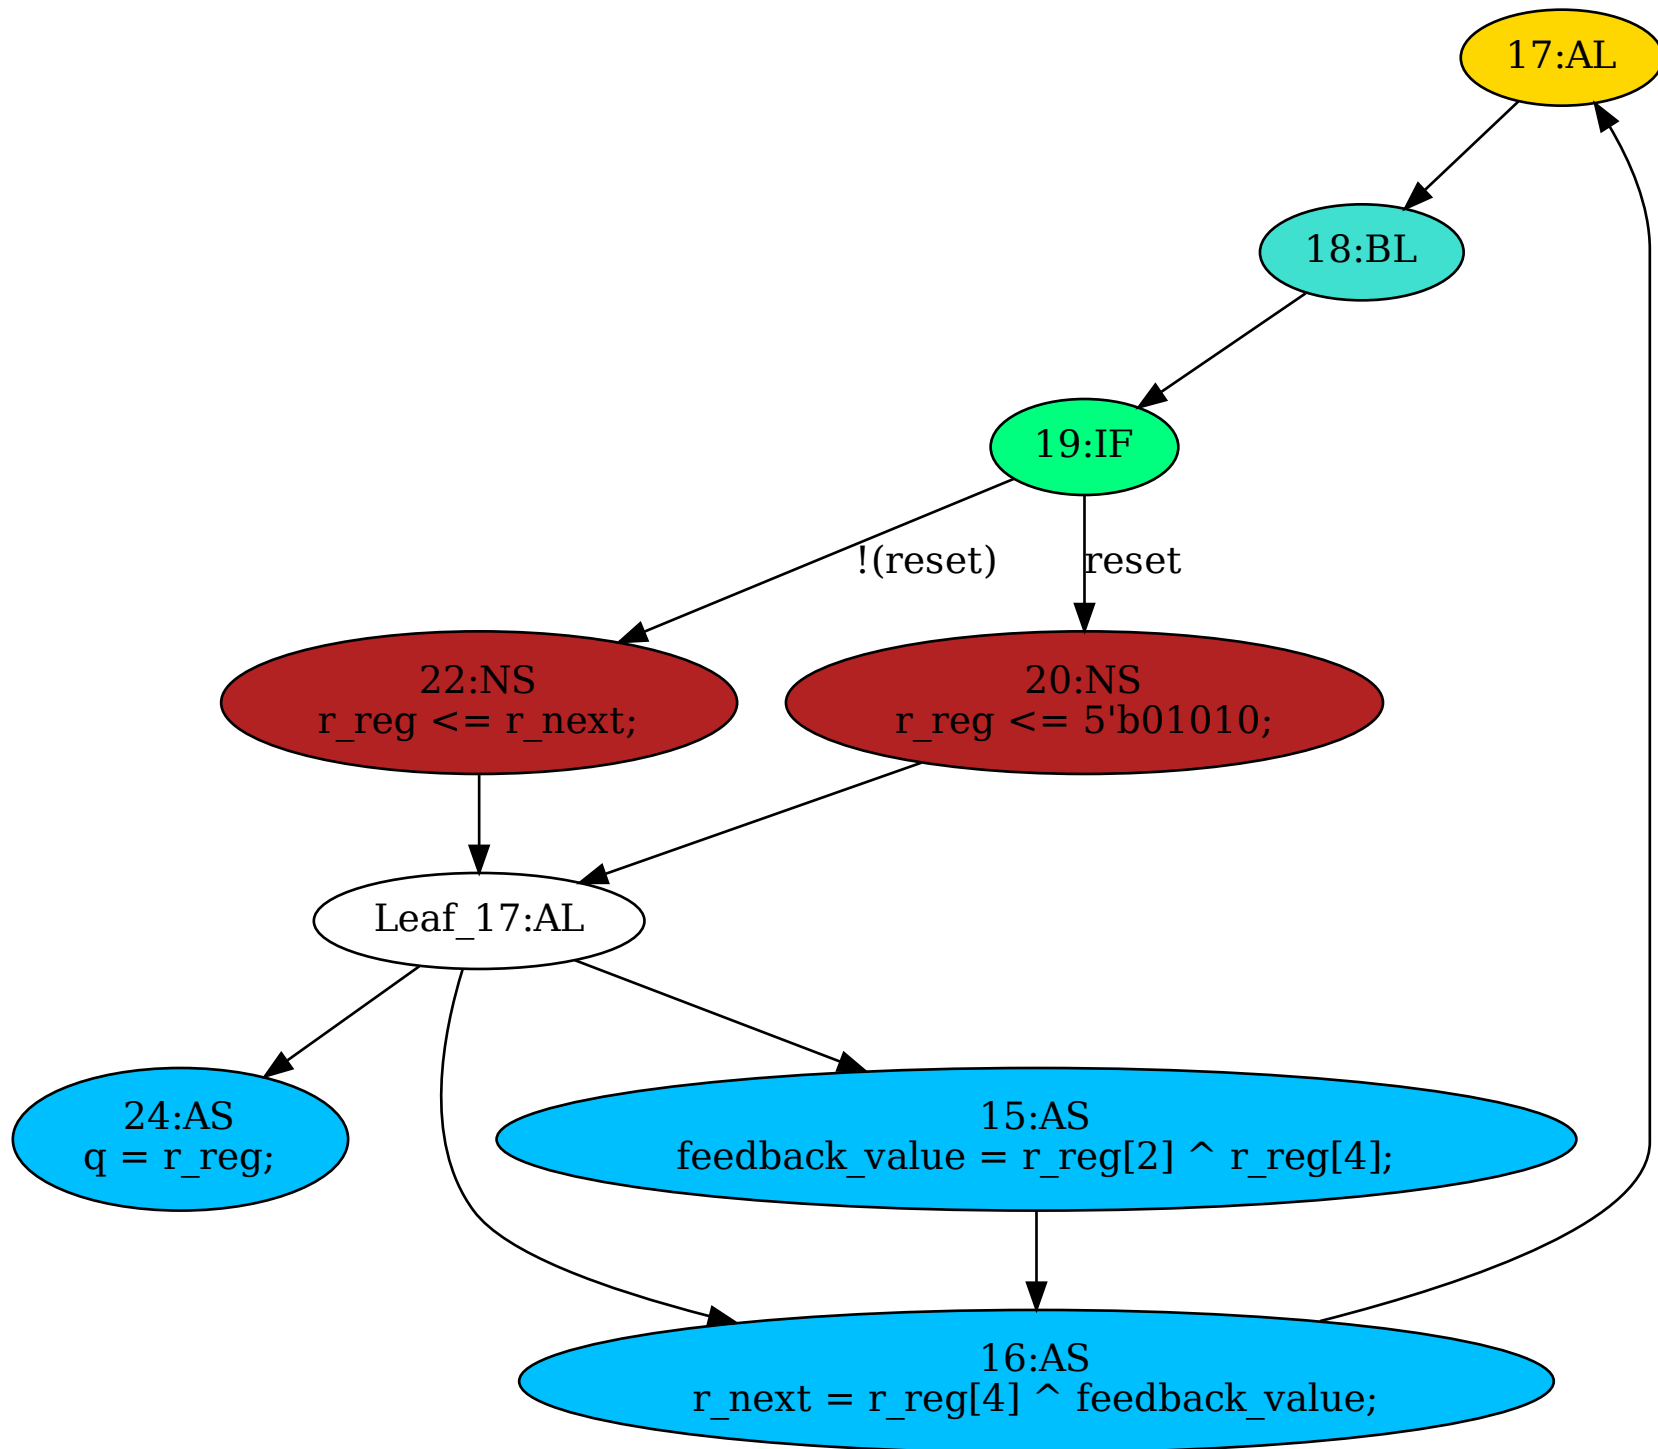 17:AL
18:BL
19:IF
!(reset)
reset
22:NS
r_reg <= r_next;
20:NS
r_reg <= 5'b01010;
Leaf_17:AL
24:AS
q = r_reg;
15:AS
feedback_value = r_reg[2] ^ r_reg[4];
16:AS
r_next = r_reg[4] ^ feedback_value;